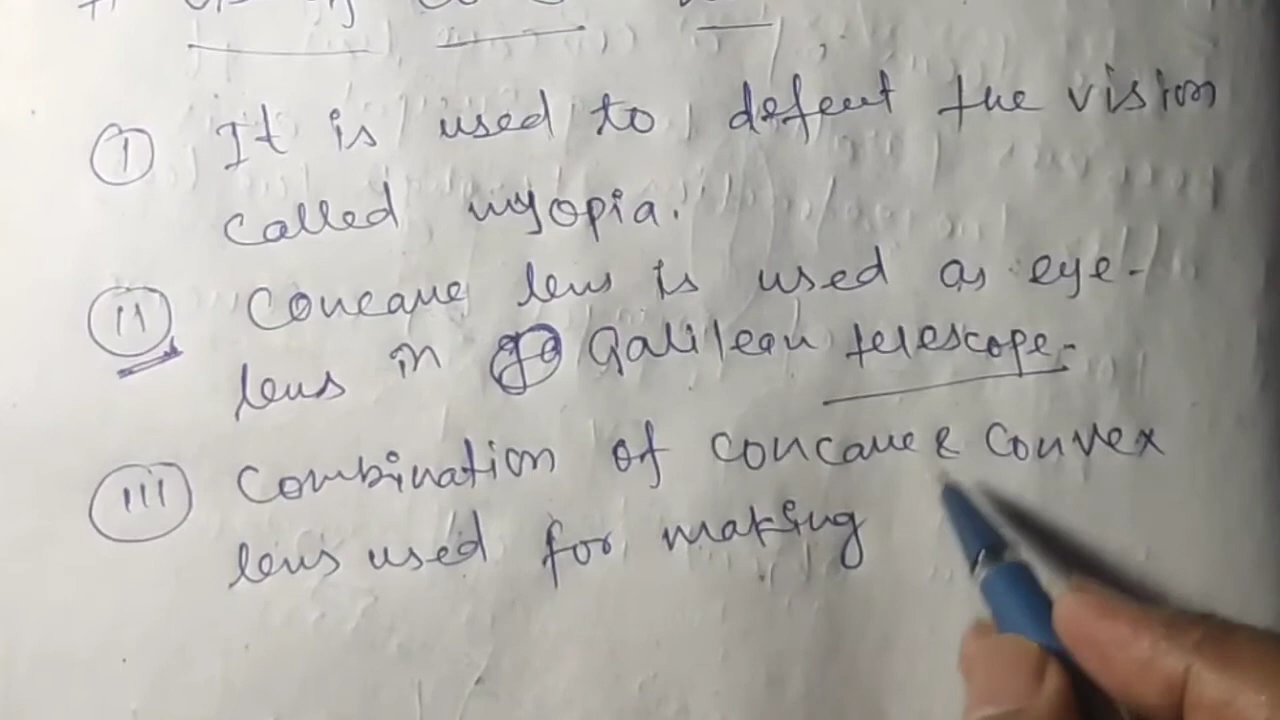 (I) It is used to defeut the vision
called myopia.
(II) Concave lens is used as eye-
lens in Galilean telescope.
(III) Combination of concave & convex
lens used for making